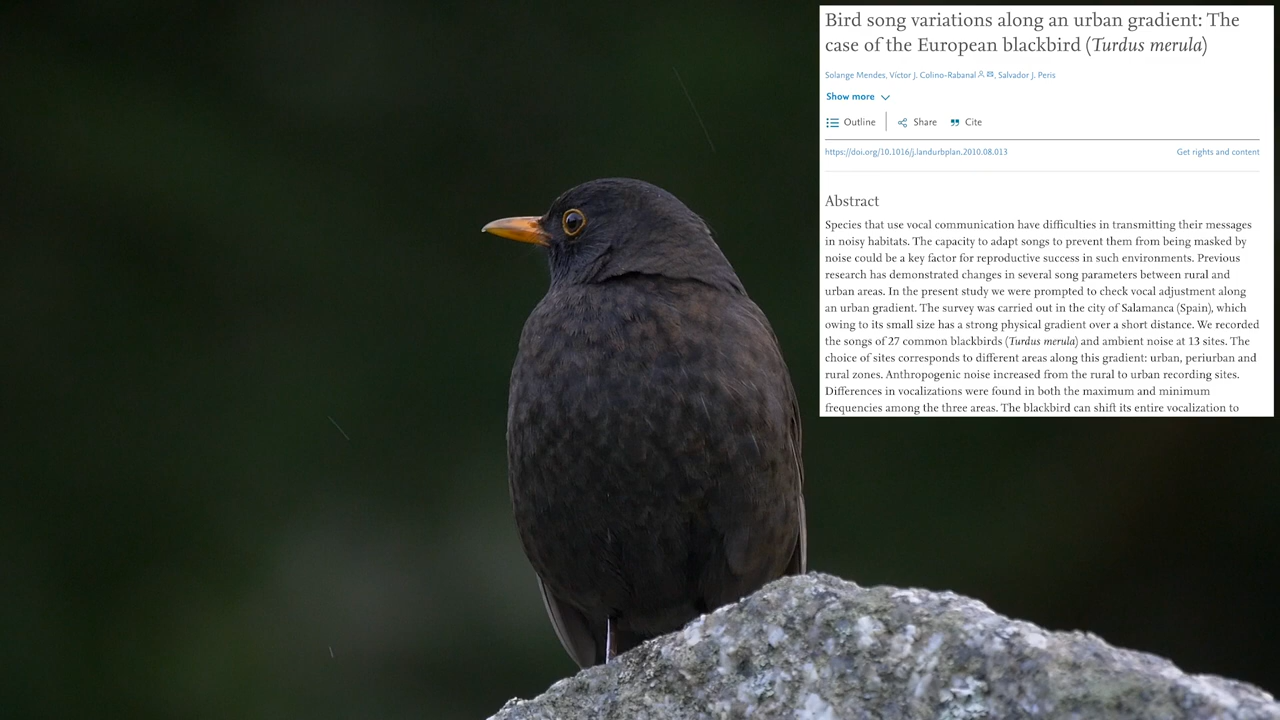 Bird song variations along an urban gradient: The
case of the European blackbird (Turdus merula)
Solange Mendes, Víctor J. Colino-Rabanal, Salvador J. Peris
Show more
Outline Share Cite
https://doi.org/10.1016/j.landurbplan.2010.08.013 Get rights and content
Abstract
Species that use vocal communication have difficulties in transmitting their messages
in noisy habitats. The capacity to adapt songs to prevent them from being masked by
noise could be a key factor for reproductive success in such environments. Previous
research has demonstrated changes in several song parameters between rural and
urban areas. In the present study we were prompted to check vocal adjustment along
an urban gradient. The survey was carried out in the city of Salamanca (Spain), which
owing to its small size has a strong physical gradient over a short distance. We recorded
the songs of 27 common blackbirds (Turdus merula) and ambient noise at 13 sites. The
choice of sites corresponds to different areas along this gradient: urban, periurban and
rural zones. Anthropogenic noise increased from the rural to urban recording sites.
Differences in vocalizations were found in both the maximum and minimum
frequencies among the three areas. The blackbird can shift its entire vocalization to